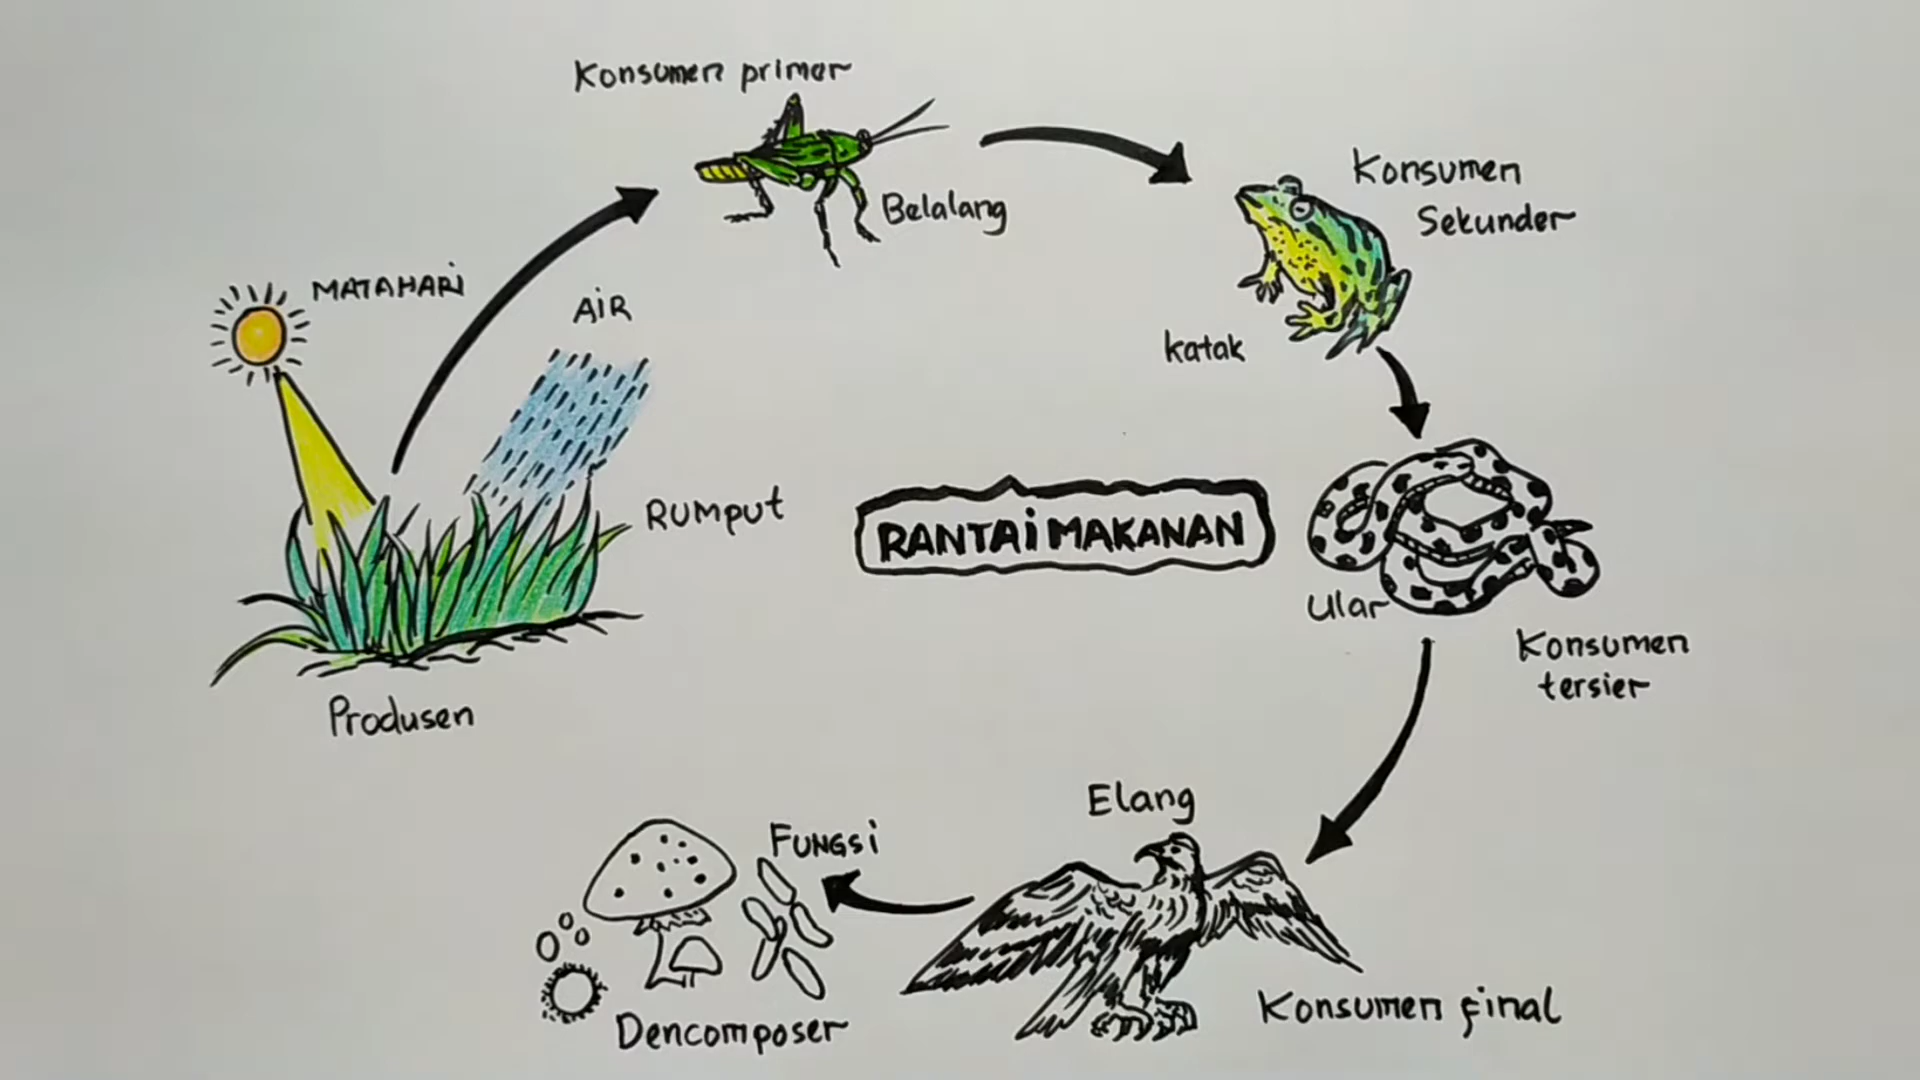 Konsumen primer
Belalang
Konsumen
Sekunder
katak
MATAHARI
AIR
RUMPUT
RANTAI MAKANAN
Ular
Konsumen
tersier
Produsen
Elang
FUNGSI
Konsumen final
Dencomposer